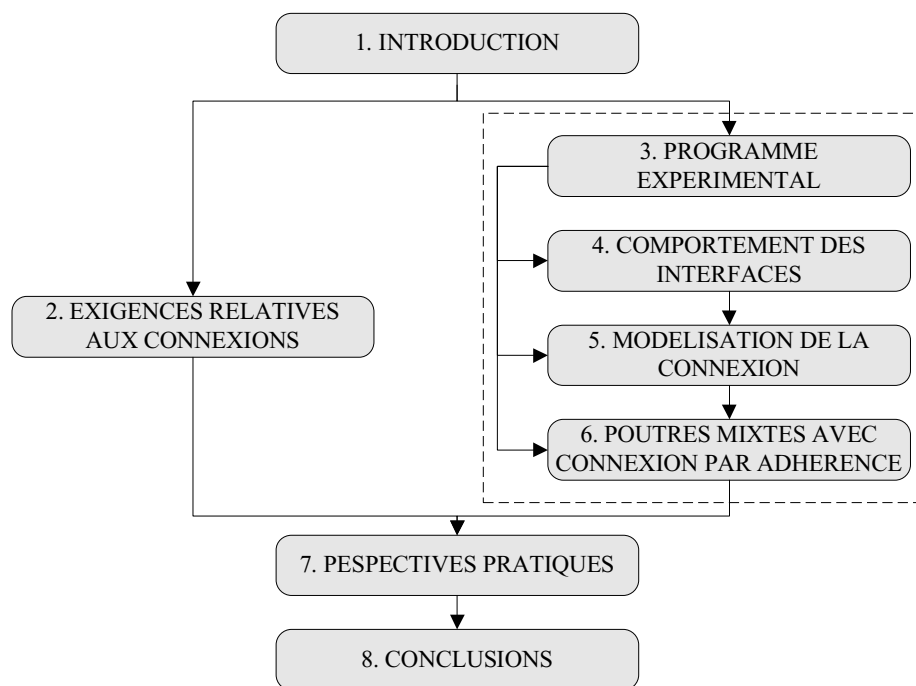 1. INTRODUCTION
3. PROGRAMME
EXPERIMENTAL
4. COMPORTEMENT DES
INTERFACES
2. EXIGENCES RELATIVES
AUX CONNEXIONS
5. MODELISATION DE LA
CONNEXION
6. POUTRES MIXTES AVEC
CONNEXION PAR ADHERENCE
7. PESPECTIVES PRATIQUES
8. CONCLUSIONS